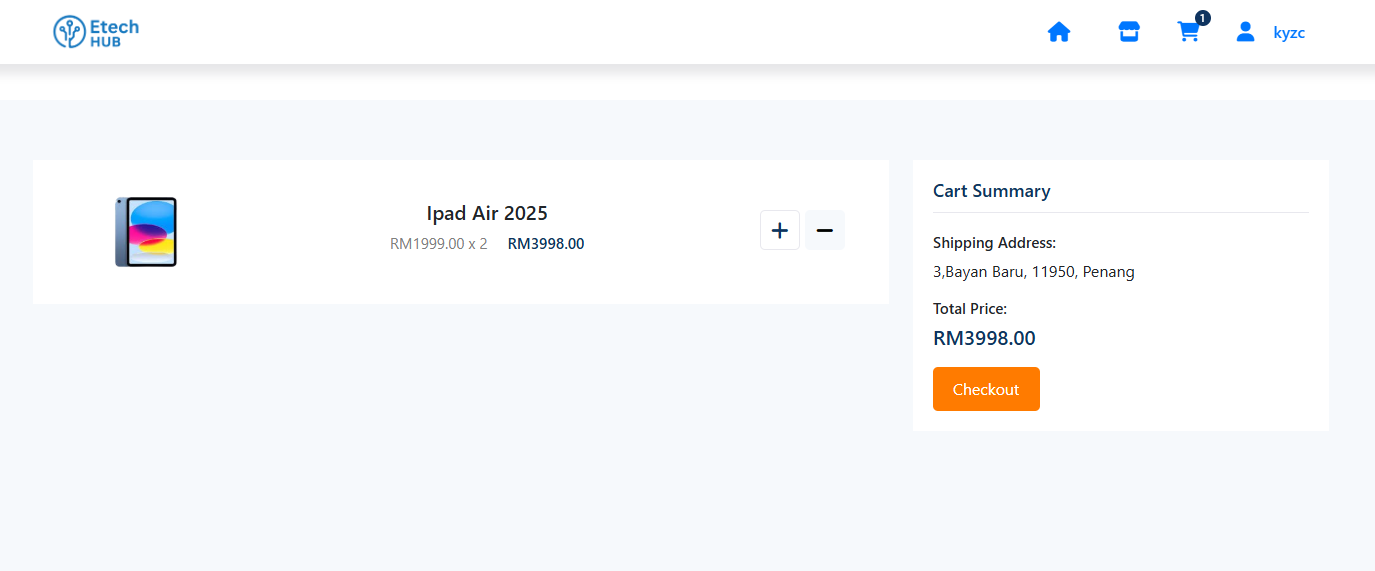 Etech
HUB
1
kyzc
Ipad Air 2025
RM1999.00 x 2 RM3998.00
Cart Summary
Shipping Address:
3,Bayan Baru, 11950, Penang
Total Price:
RM3998.00
Checkout